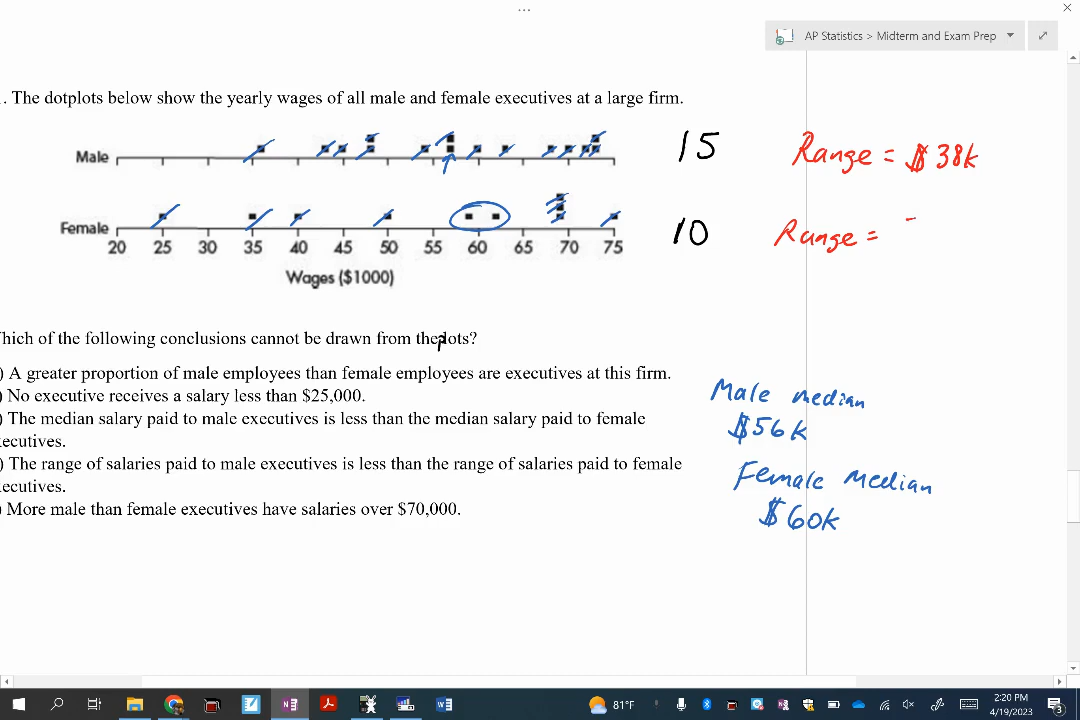 ...
AP Statistics > Midterm and Exam Prep
. The dotplots below show the yearly wages of all male and female executives at a large firm.
Male
15
Range = $38k
Female
10
Range =
20 25 30 35 40 45 50 55 60 65 70 75
Wages ($1000)
hich of the following conclusions cannot be drawn from the plots?
) A greater proportion of male employees than female employees are executives at this firm.
) No executive receives a salary less than $25,000.
) The median salary paid to male executives is less than the median salary paid to female
ecutives.
) The range of salaries paid to male executives is less than the range of salaries paid to female
ecutives.
) More male than female executives have salaries over $70,000.
Male median
$56k
Female Median
$60k
81°F
2:20 PM
4/19/2023
3